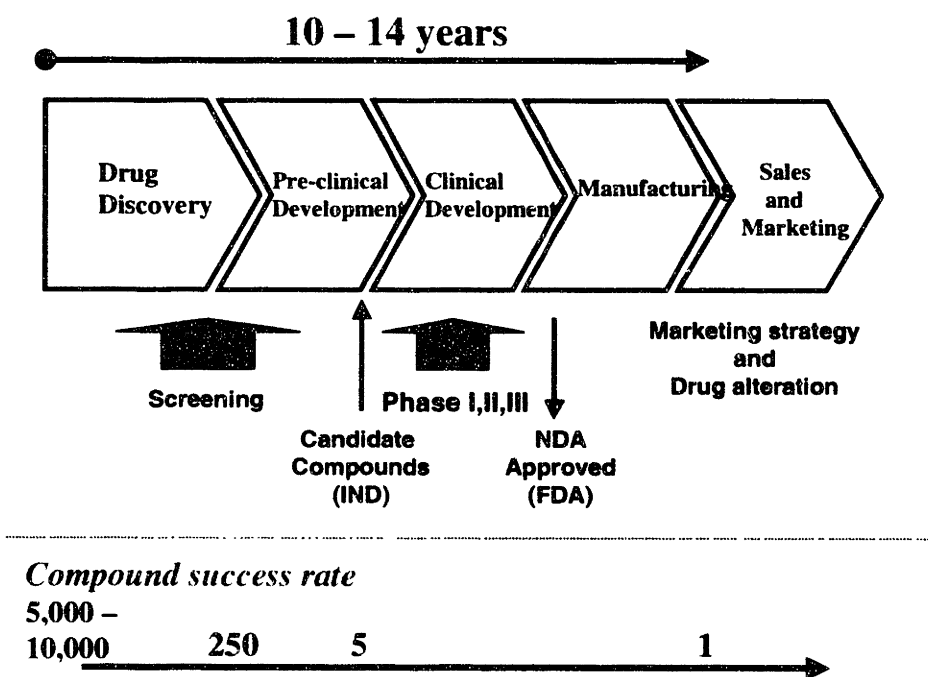 10 – 14 years
Drug
Discovery
Pre-clinical
Development
Clinical
Development
Manufacturing
Sales
and
Marketing
Screening
Candidate
Compounds
(IND)
Phase I,II,III
NDA
Approved
(FDA)
Marketing strategy
and
Drug alteration
Compound success rate
5,000 –
10,000 250 5 1